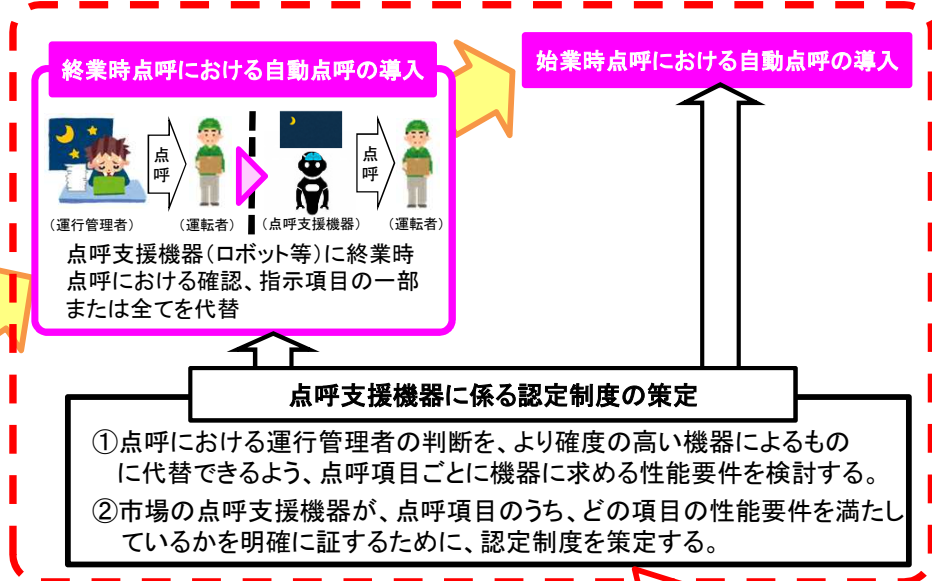 終業時点呼における自動点呼の導入
始業時点呼における自動点呼の導入
点呼
点呼
(運行管理者)
(運転者)
(点呼支援機器)
(運転者)
点呼支援機器(ロボット等)に終業時
点呼における確認、指示項目の一部
または全てを代替
点呼支援機器に係る認定制度の策定
①点呼における運行管理者の判断を、より確度の高い機器によるもの
に代替できるよう、点呼項目ごとに機器に求める性能要件を検討する。
②市場の点呼支援機器が、点呼項目のうち、どの項目の性能要件を満たし
ているかを明確に証するために、認定制度を策定する。